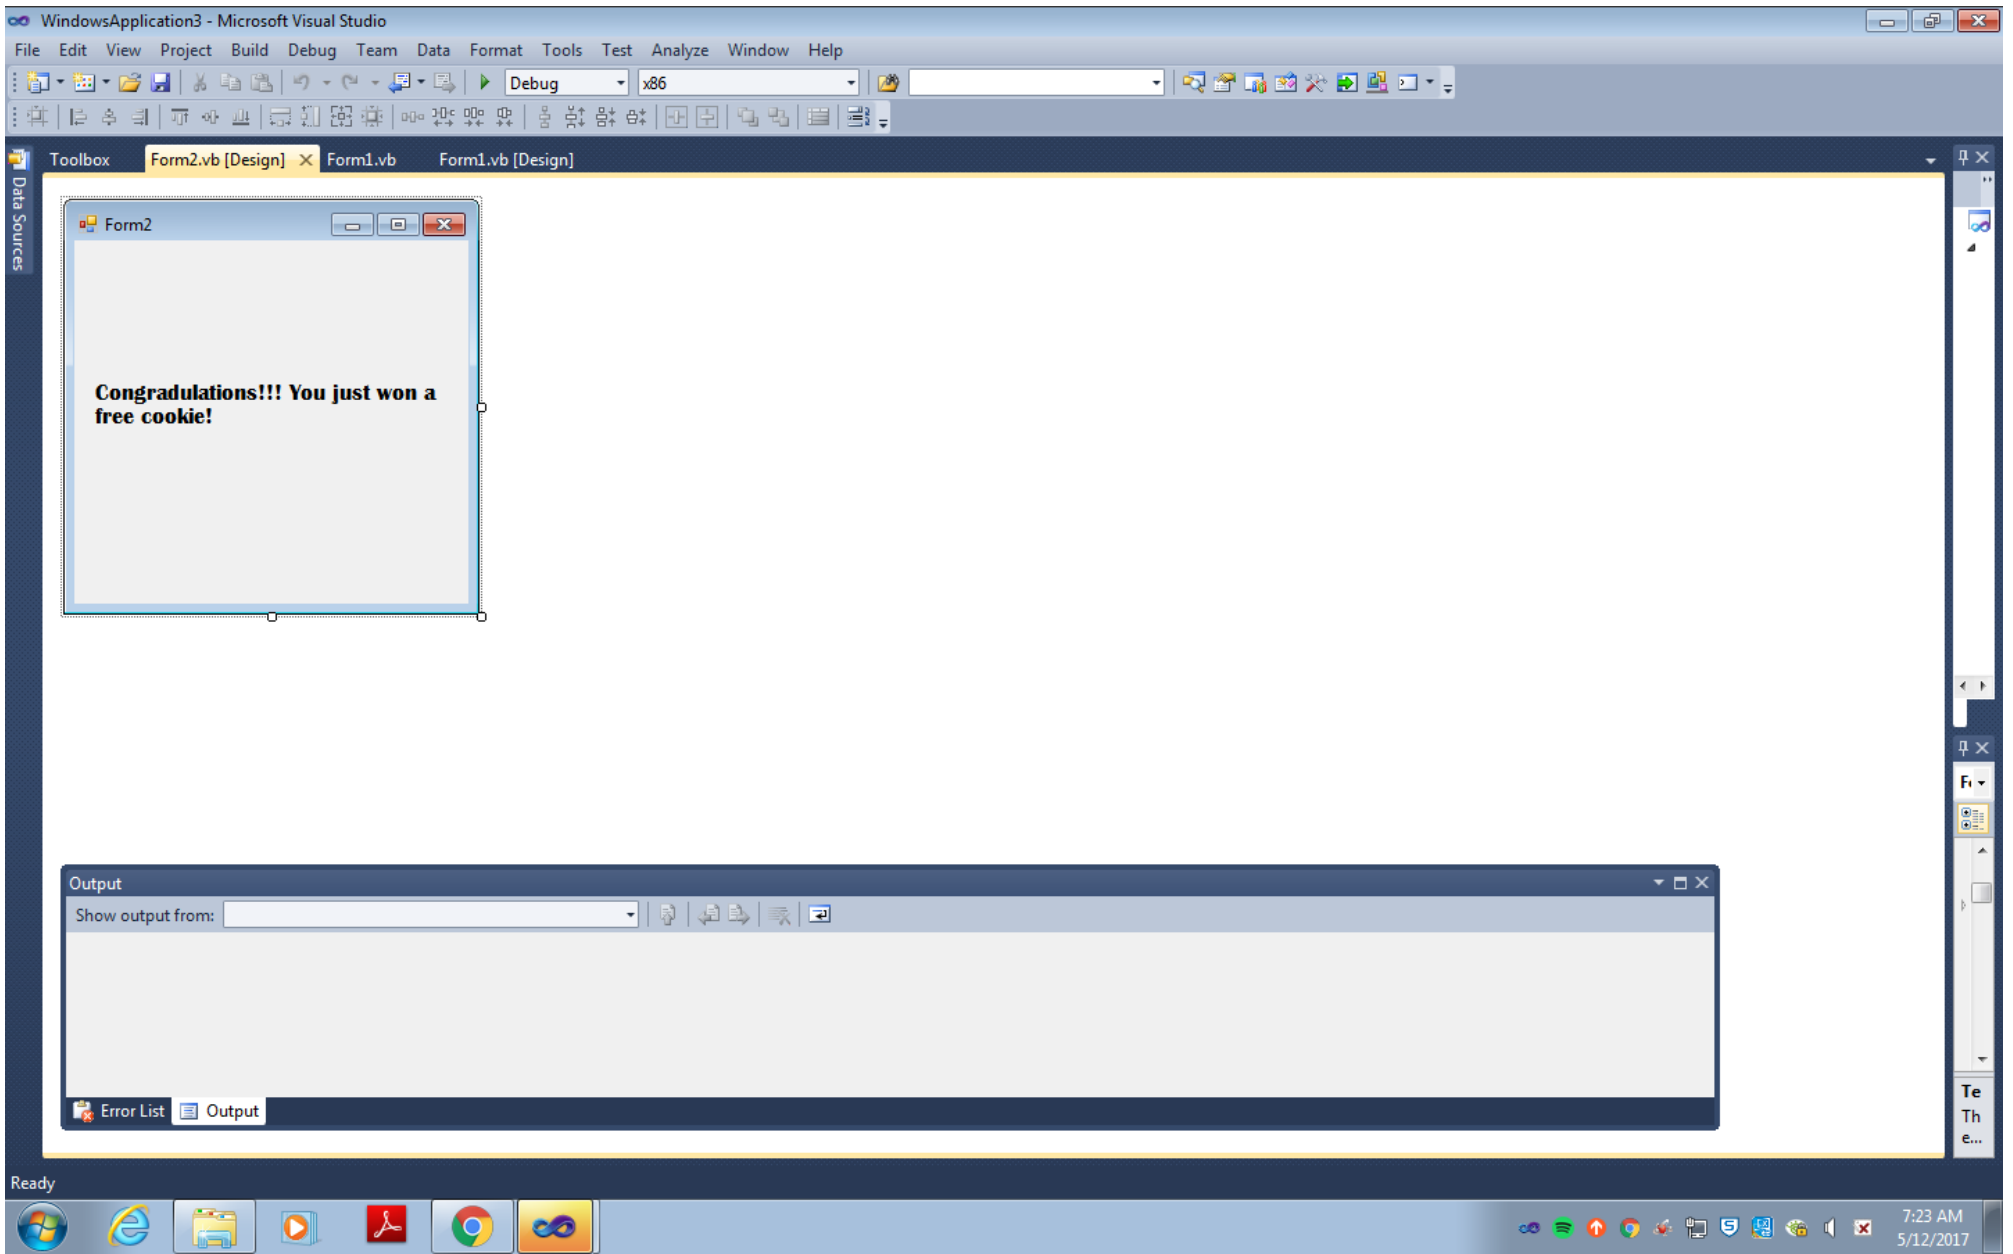 WindowsApplication3 - Microsoft Visual Studio
File Edit View Project Build Debug Team Data Format Tools Test Analyze Window Help
Debug x86
Toolbox Form2.vb [Design] Form1.vb Form1.vb [Design]
Data Sources
Form2
Congradulations!!! You just won a
free cookie!
Output
Show output from:
Error List Output
Te
Th
e...
Ready
7:23 AM
5/12/2017